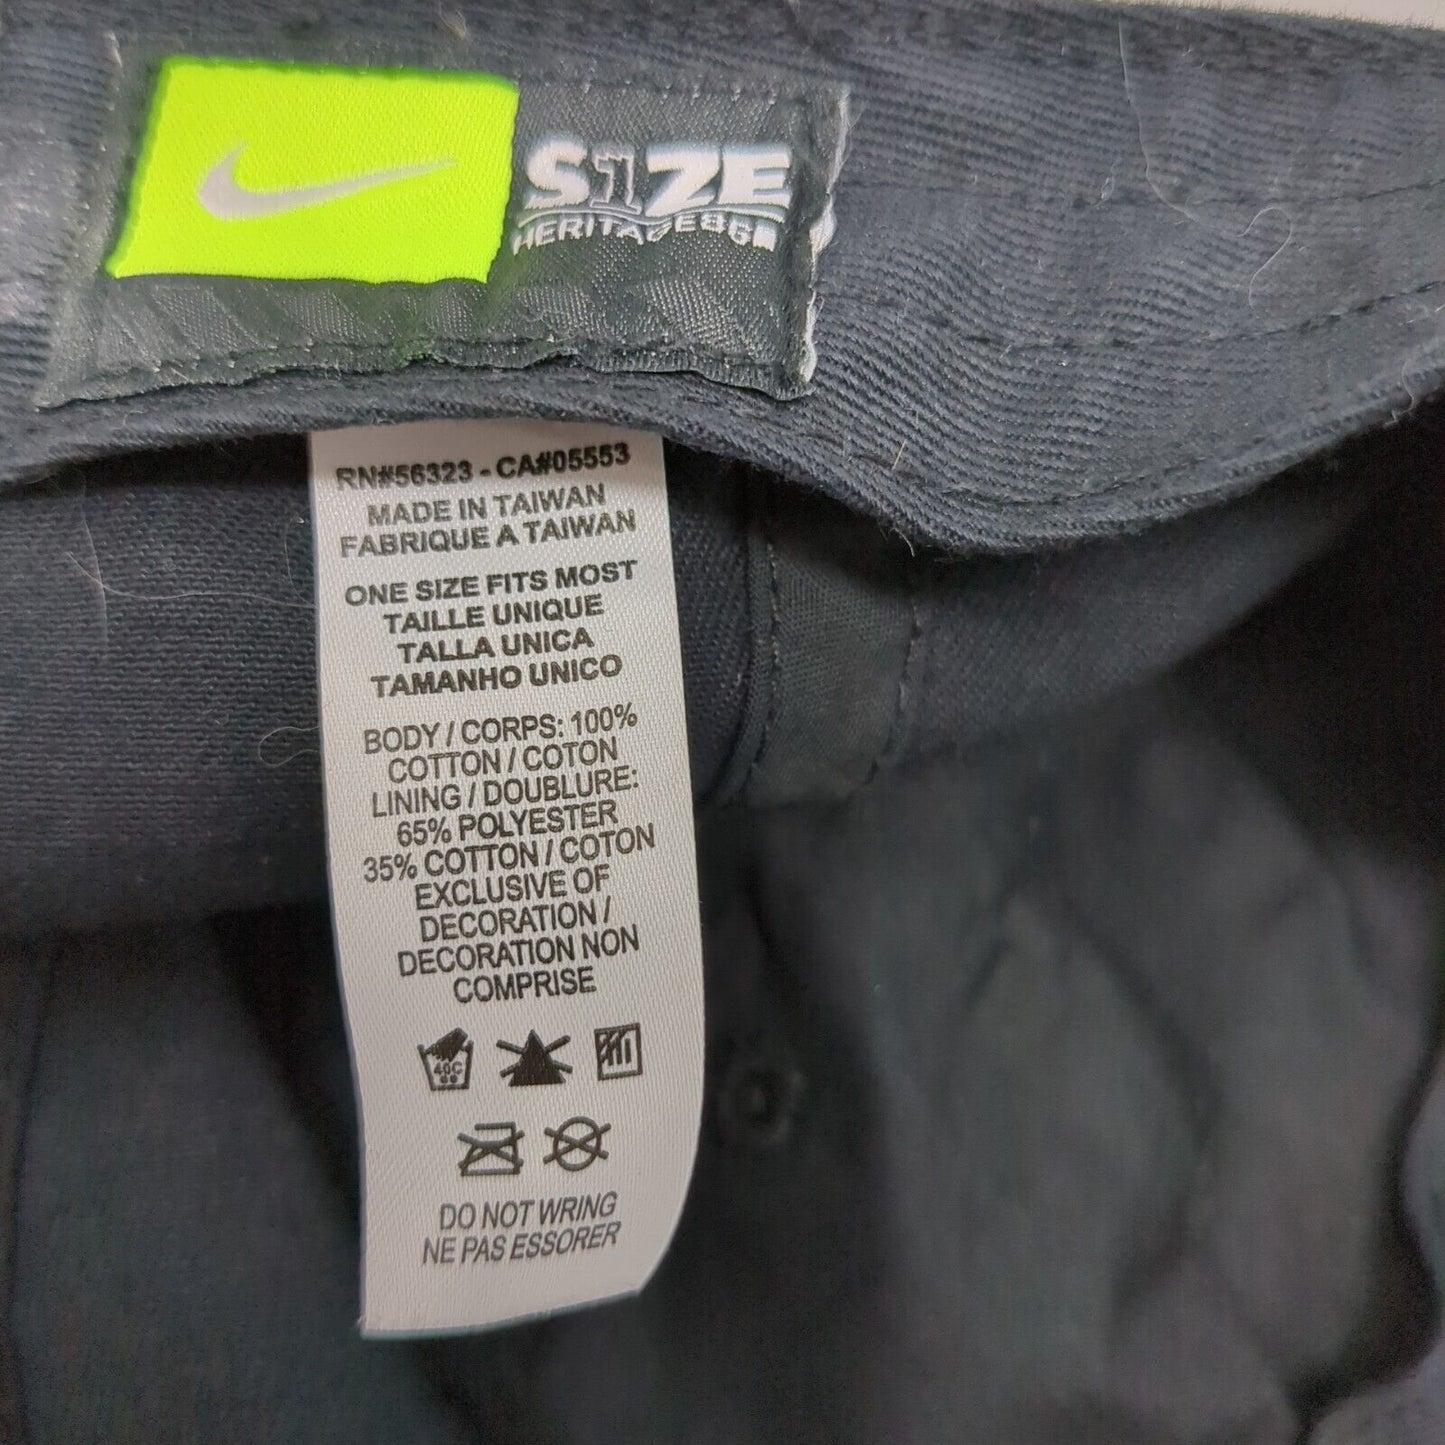 S1ZE
HERITAGE86
RN#56323 - CA#05553
MADE IN TAIWAN
FABRIQUE A TAIWAN
ONE SIZE FITS MOST
TAILLE UNIQUE
TALLA UNICA
TAMANHO UNICO
BODY / CORPS: 100%
COTTON / COTON
LINING / DOUBLURE:
65% POLYESTER
35% COTTON / COTON
EXCLUSIVE OF
DECORATION /
DECORATION NON
COMPRISE
40C
DO NOT WRING
NE PAS ESSORER